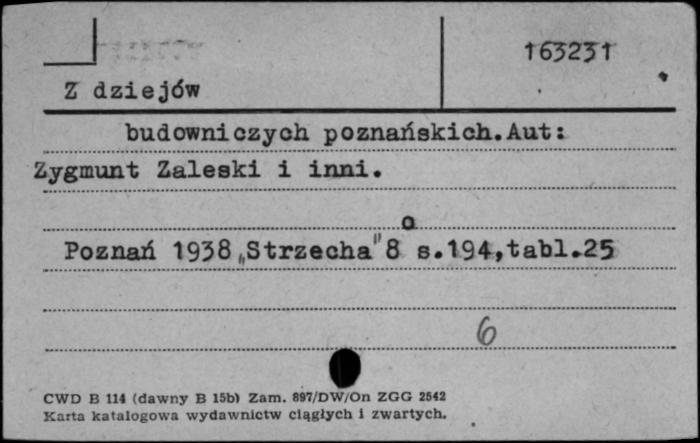 163231
Z dziejów
budowniczych poznańskich.Aut:
Zygmunt Zaleski i inni.
Poznań 1938 „Strzecha" 8° s.194,tabl.25
6
CWD B 114 (dawny B 15b) Zam. 897/DW/On ZGG 2542
Karta katalogowa wydawnictw ciągłych i zwartych.